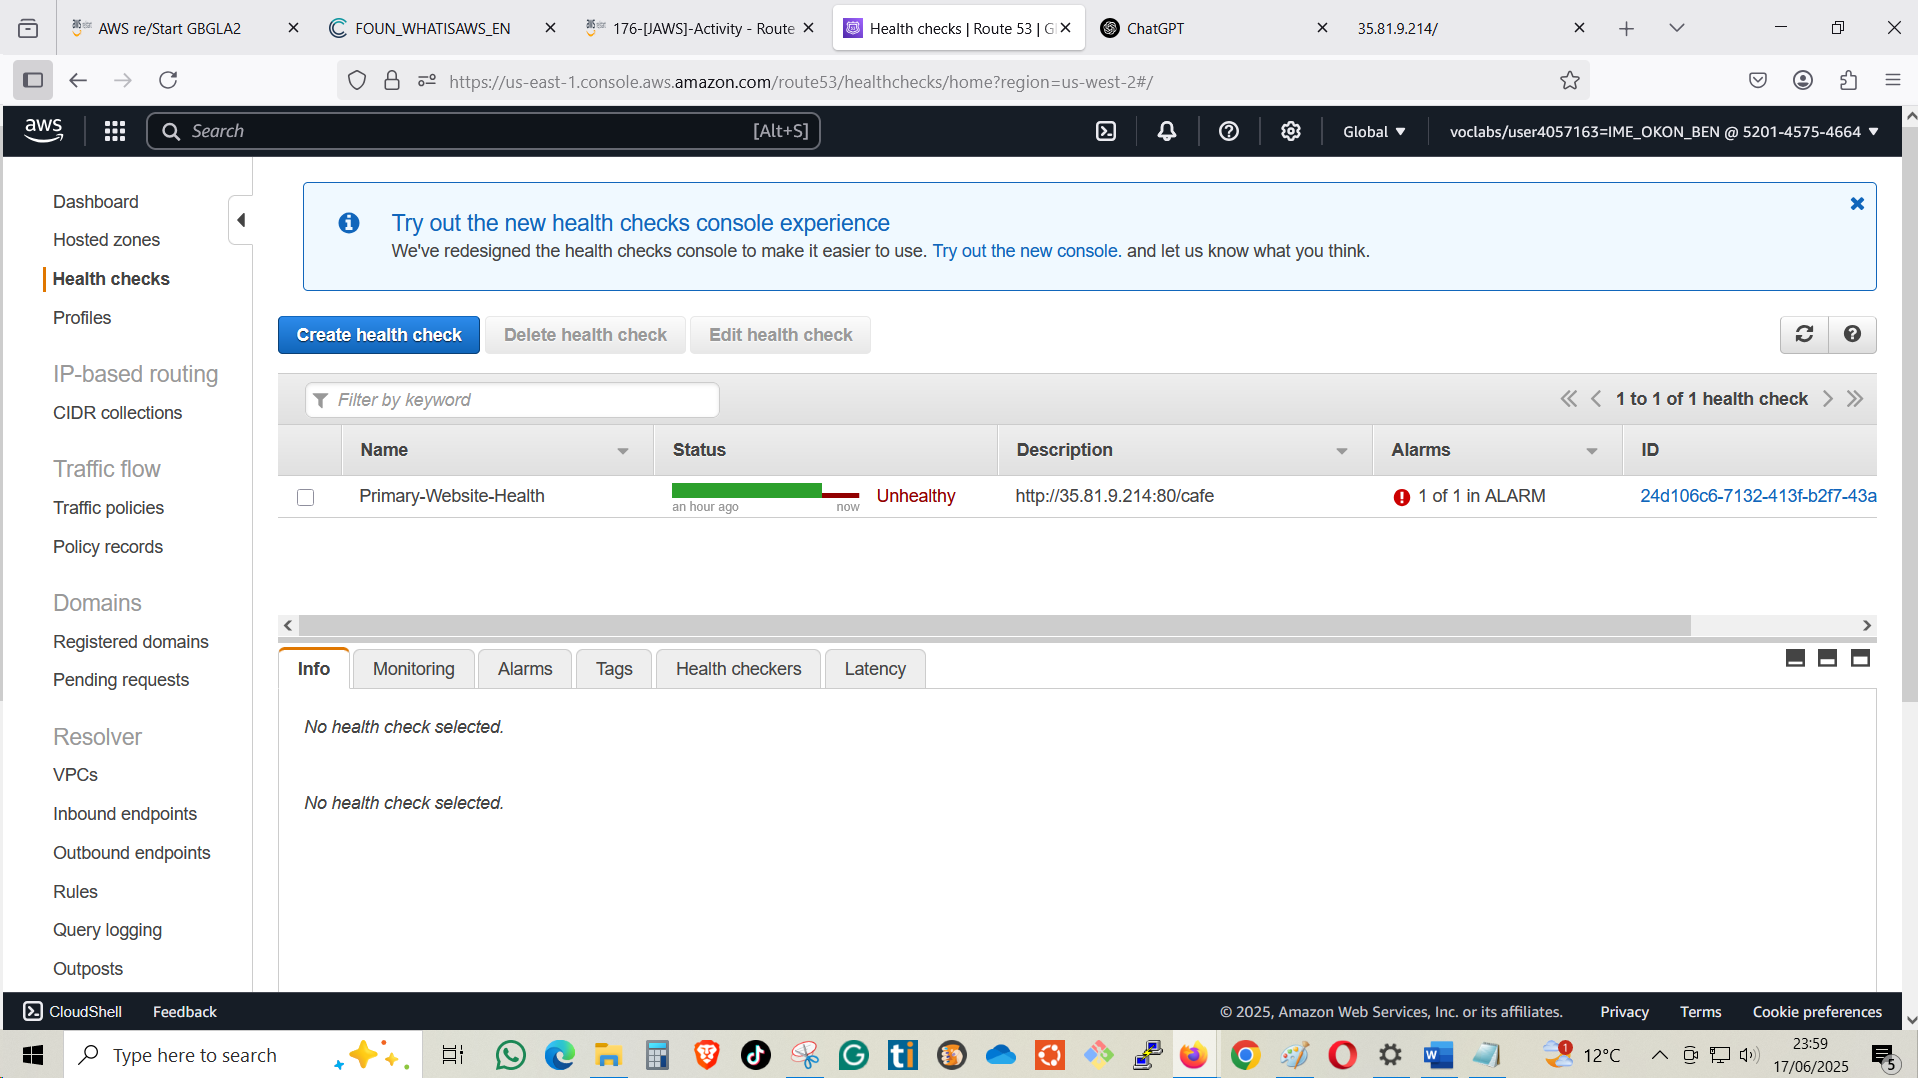 AWS re/Start GBGLA2
FOUN_WHATISAWS_EN
176-[JAWS]-Activity - Route
Health checks | Route 53 | Gl
ChatGPT
35.81.9.214/
https://us-east-1.console.aws.amazon.com/route53/healthchecks/home?region=us-west-2#/
aws
Search
[Alt+S]
Global
voclabs/user4057163=IME_OKON_BEN @ 5201-4575-4664
Dashboard
Hosted zones
Health checks
Profiles
IP-based routing
CIDR collections
Traffic flow
Traffic policies
Policy records
Domains
Registered domains
Pending requests
Resolver
VPCs
Inbound endpoints
Outbound endpoints
Rules
Query logging
Outposts
Try out the new health checks console experience
We've redesigned the health checks console to make it easier to use. Try out the new console. and let us know what you think.
Create health check
Delete health check
Edit health check
Filter by keyword
1 to 1 of 1 health check
Name
Status
Description
Alarms
ID
Primary-Website-Health
an hour ago
now
Unhealthy
http://35.81.9.214:80/cafe
1 of 1 in ALARM
24d106c6-7132-413f-b2f7-43a
Info
Monitoring
Alarms
Tags
Health checkers
Latency
No health check selected.
No health check selected.
CloudShell
Feedback
© 2025, Amazon Web Services, Inc. or its affiliates.
Privacy
Terms
Cookie preferences
Type here to search
1
12°C
23:59
17/06/2025
5